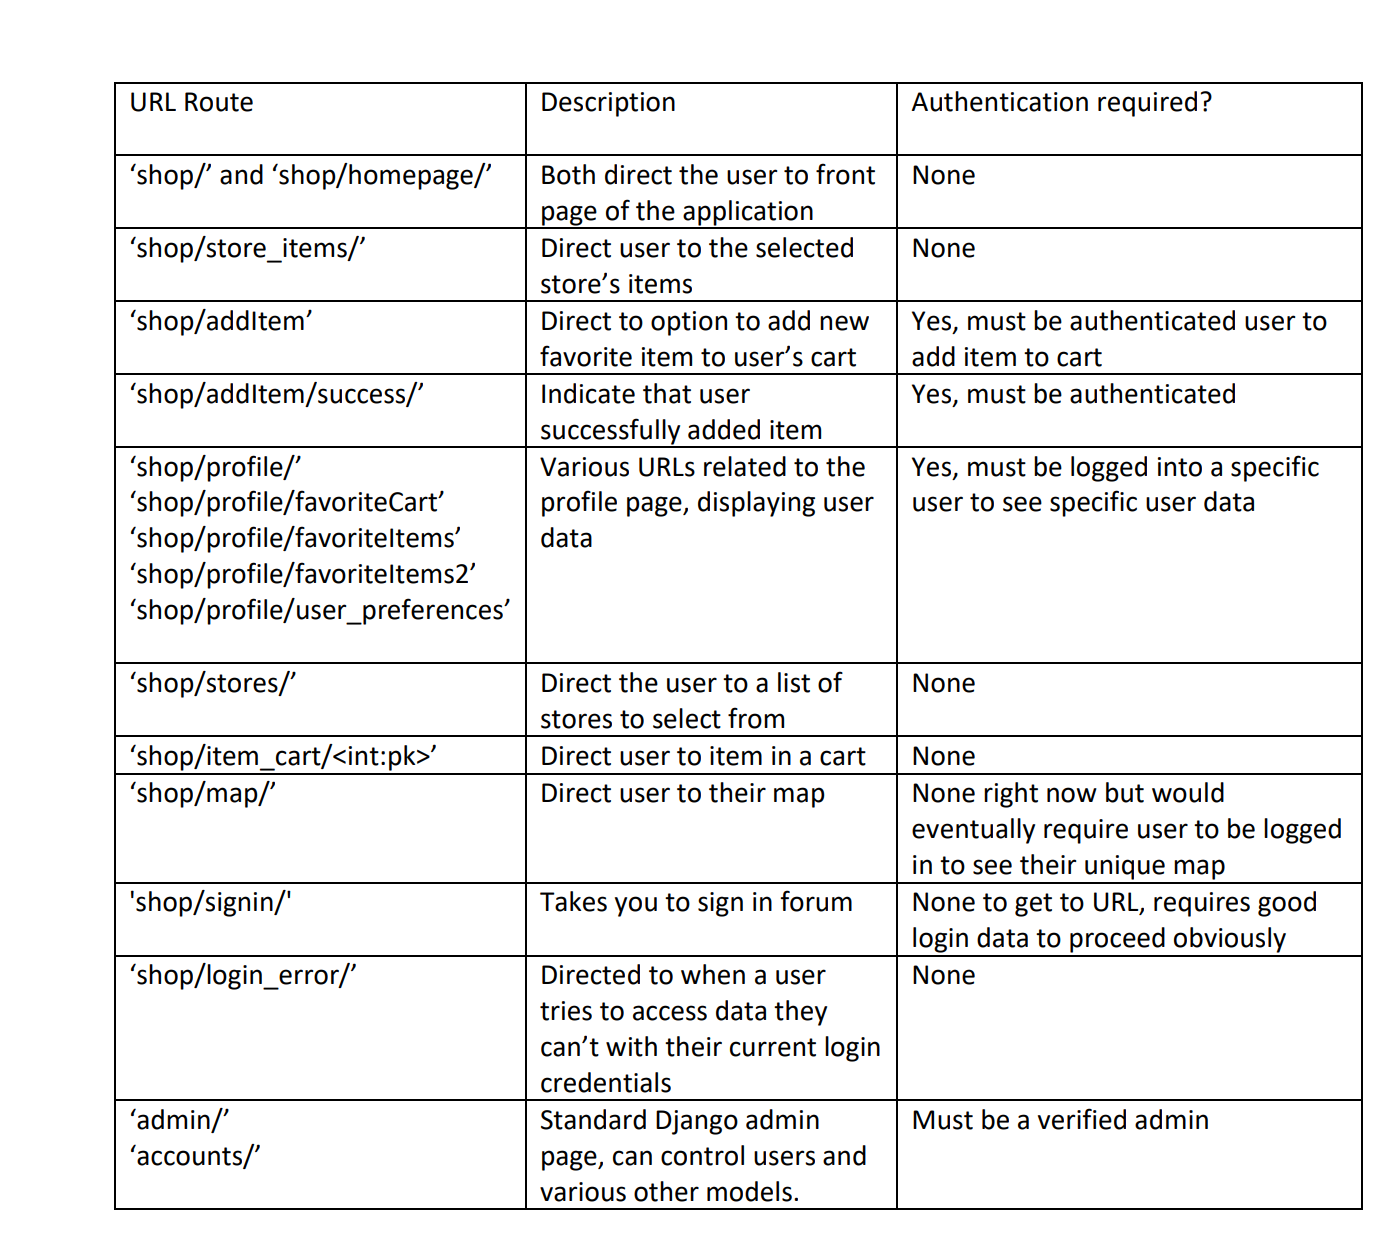 URL Route
Description
Authentication required?
‘shop/’ and ‘shop/homepage/’
Both direct the user to front
page of the application
None
‘shop/store_items/’
Direct user to the selected
store’s items
None
‘shop/addItem’
Direct to option to add new
favorite item to user’s cart
Yes, must be authenticated user to
add item to cart
‘shop/addItem/success/’
Indicate that user
successfully added item
Yes, must be authenticated
‘shop/profile/’
‘shop/profile/favoriteCart’
‘shop/profile/favoriteItems’
‘shop/profile/favoriteItems2’
‘shop/profile/user_preferences’
Various URLs related to the
profile page, displaying user
data
Yes, must be logged into a specific
user to see specific user data
‘shop/stores/’
Direct the user to a list of
stores to select from
None
‘shop/item_cart/<int:pk>’
Direct user to item in a cart
None
‘shop/map/’
Direct user to their map
None right now but would
eventually require user to be logged
in to see their unique map
'shop/signin/'
Takes you to sign in forum
None to get to URL, requires good
login data to proceed obviously
‘shop/login_error/’
Directed to when a user
tries to access data they
can’t with their current login
credentials
None
‘admin/’
‘accounts/’
Standard Django admin
page, can control users and
various other models.
Must be a verified admin